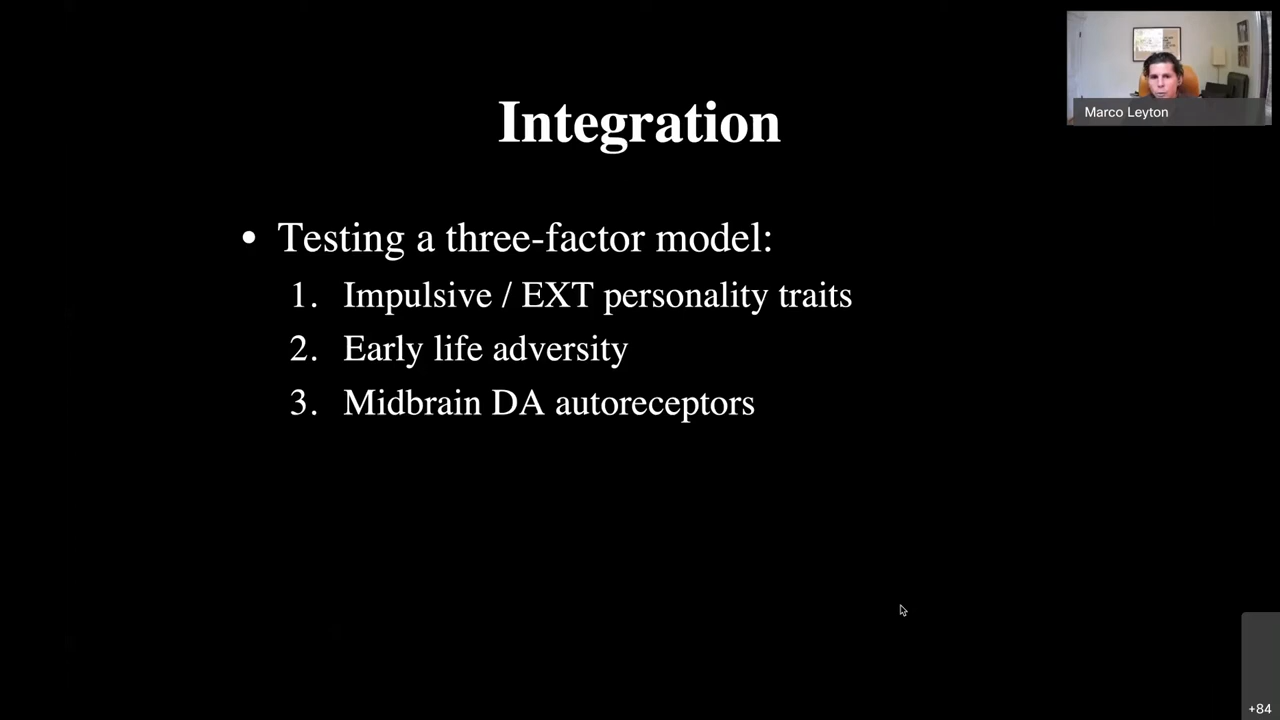 Marco Leyton
Integration
• Testing a three-factor model:
1. Impulsive / EXT personality traits
2. Early life adversity
3. Midbrain DA autoreceptors
+84